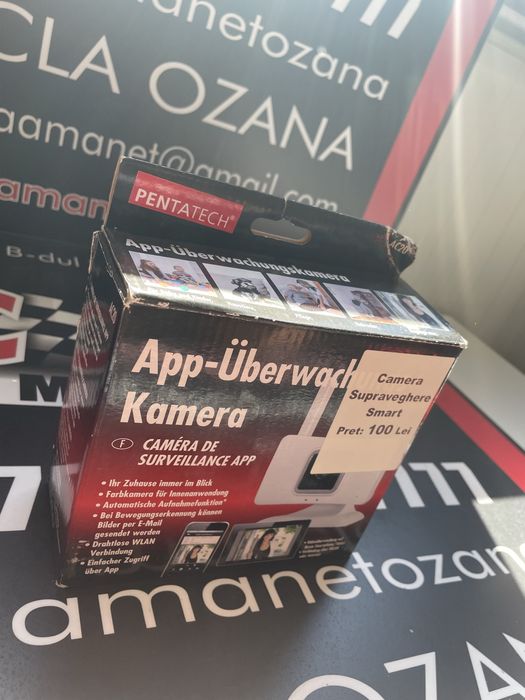 amanetozana
CLA OZANA
aamanet@gmail.com
aman
B-dul
PENTATECH®
App-Überwachungskamera
App-Überwach
Kamera
F CAMÉRA DE
SURVEILLANCE APP
• Ihr Zuhause immer im Blick
• Farbkamera für Innenanwendung
• Automatische Aufnahmefunktion*
• Bei Bewegungserkennung können
Bilder per E-Mail
gesendet werden
• Drahtlose WLAN
Verbindung
• Einfacher Zugriff
über App
Camera
Supraveghere
Smart
Pret: 100 Lei
amanetozana
OZANA